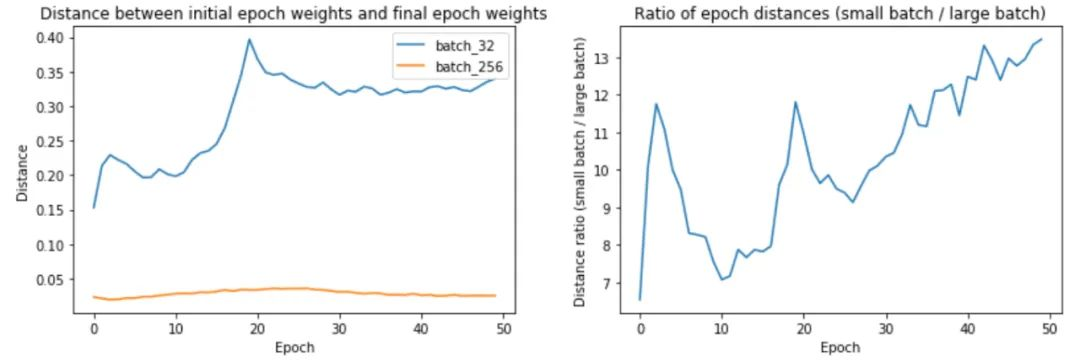 Distance between initial epoch weights and final epoch weights
0.40
0.35
0.30
0.25
0.20
0.15
0.10
0.05
Distance
batch_32
batch_256
0 10 20 30 40 50
Epoch
Ratio of epoch distances (small batch / large batch)
13
12
11
10
9
8
7
Distance ratio (small batch / large batch)
0 10 20 30 40 50
Epoch